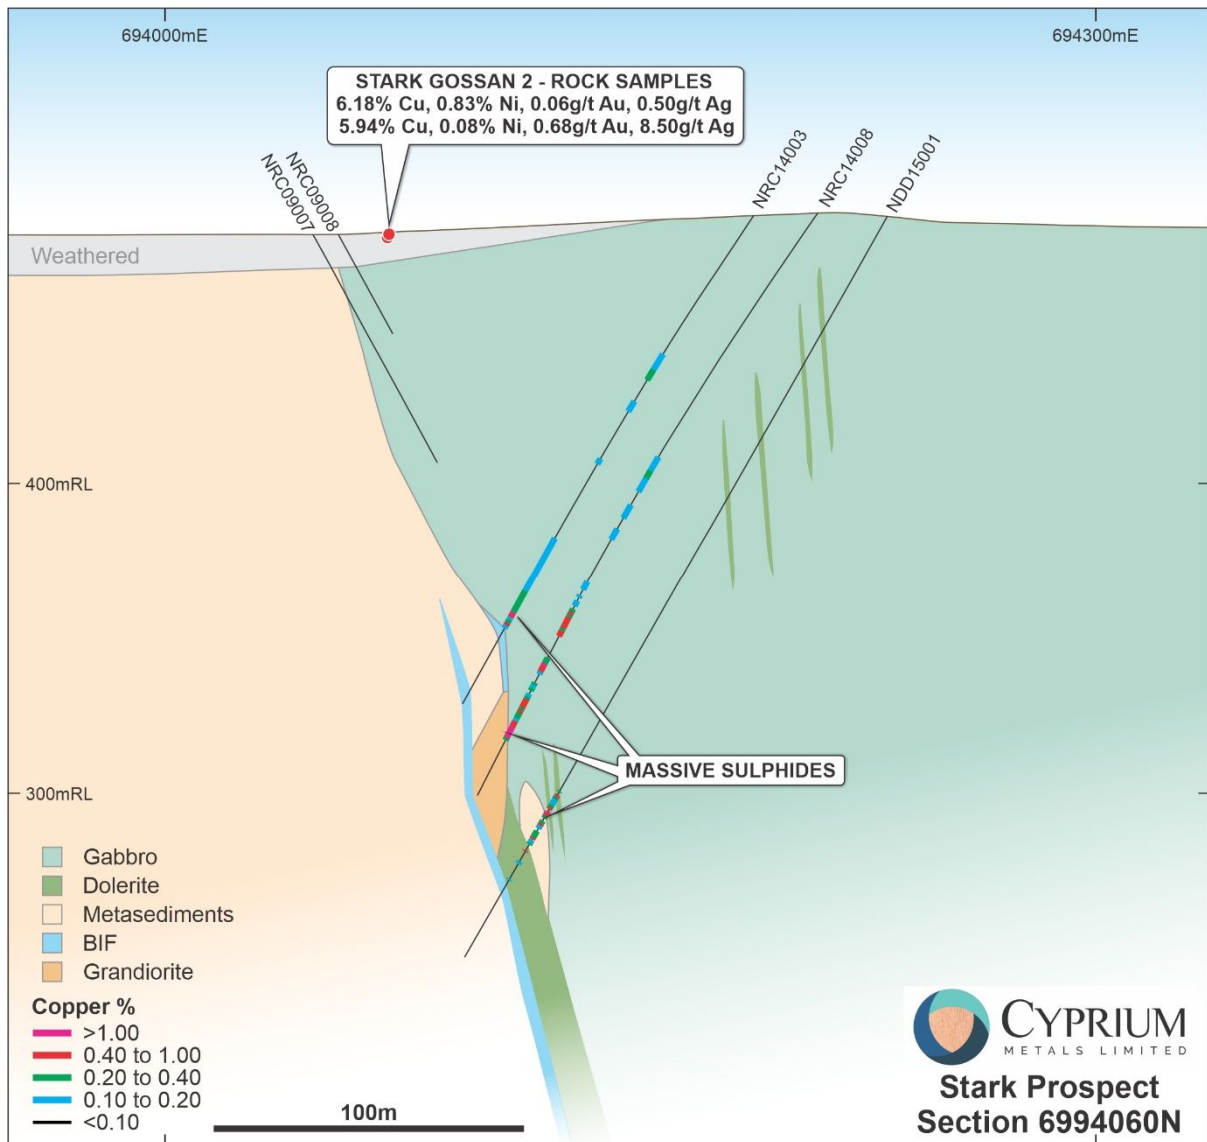 694000mE
694300mE
STARK GOSSAN 2 - ROCK SAMPLES
6.18% Cu, 0.83% Ni, 0.06g/t Au, 0.50g/t Ag
5.94% Cu, 0.08% Ni, 0.68g/t Au, 8.50g/t Ag
NRC09007
NRC09008
NRC14003
NRC14008
NDD15001
Weathered
400mRL
MASSIVE SULPHIDES
300mRL
Gabbro
Dolerite
Metasediments
BIF
Grandiorite
Copper %
>1.00
0.40 to 1.00
0.20 to 0.40
0.10 to 0.20
<0.10
100m
CYPRIUM
METALS LIMITED
Stark Prospect
Section 6994060N